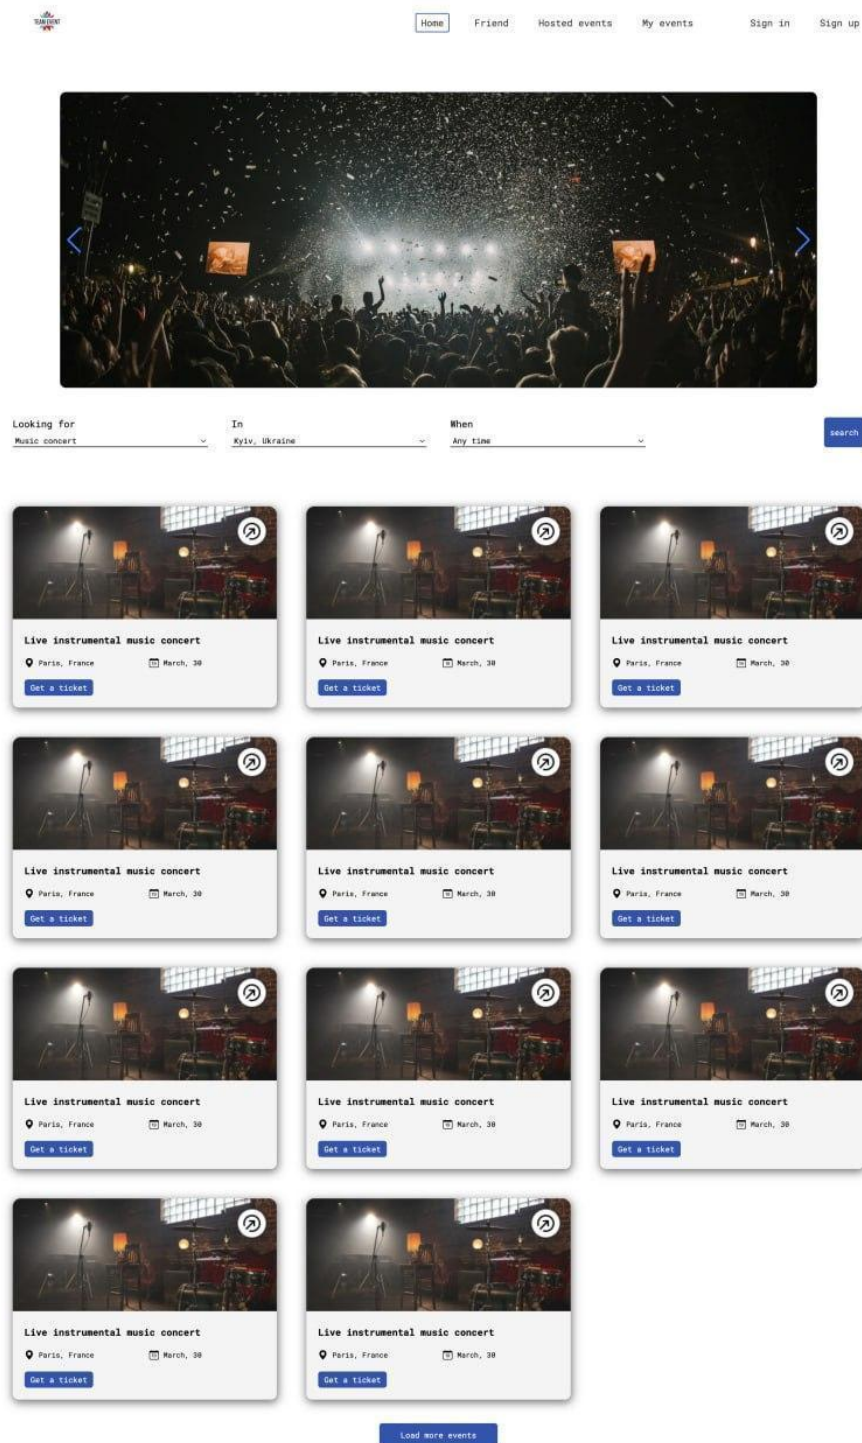 TEAM EVENT
Home Friend Hosted events My events Sign in Sign up
Looking for In When
Music concert Kyiv, Ukraine Any time search
Live instrumental music concert Live instrumental music concert Live instrumental music concert
Paris, France March, 30 Paris, France March, 30 Paris, France March, 30
Get a ticket Get a ticket Get a ticket
Live instrumental music concert Live instrumental music concert Live instrumental music concert
Paris, France March, 30 Paris, France March, 30 Paris, France March, 30
Get a ticket Get a ticket Get a ticket
Live instrumental music concert Live instrumental music concert Live instrumental music concert
Paris, France March, 30 Paris, France March, 30 Paris, France March, 30
Get a ticket Get a ticket Get a ticket
Live instrumental music concert Live instrumental music concert
Paris, France March, 30 Paris, France March, 30
Get a ticket Get a ticket
Load more events